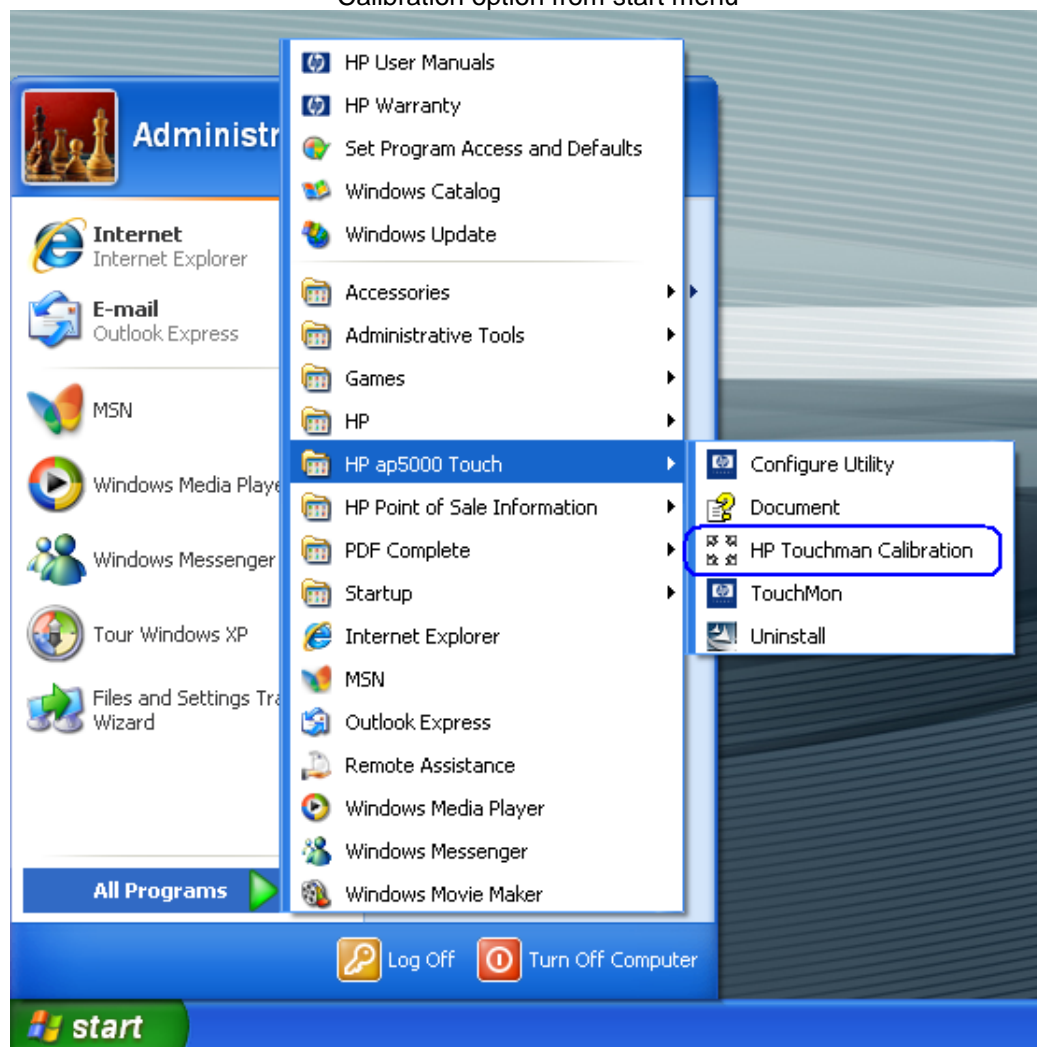 Calibration option from start menu
HP User Manuals
HP Warranty
Set Program Access and Defaults
Windows Catalog
Windows Update
Accessories
Administrative Tools
Games
HP
HP ap5000 Touch
HP Point of Sale Information
PDF Complete
Startup
Internet Explorer
MSN
Outlook Express
Remote Assistance
Windows Media Player
Windows Messenger
Windows Movie Maker
Configure Utility
Document
HP Touchman Calibration
TouchMon
Uninstall
Administr
Internet
Internet Explorer
E-mail
Outlook Express
MSN
Windows Media Playe
Windows Messenger
Tour Windows XP
Files and Settings Tra
Wizard
All Programs
Log Off
Turn Off Computer
start